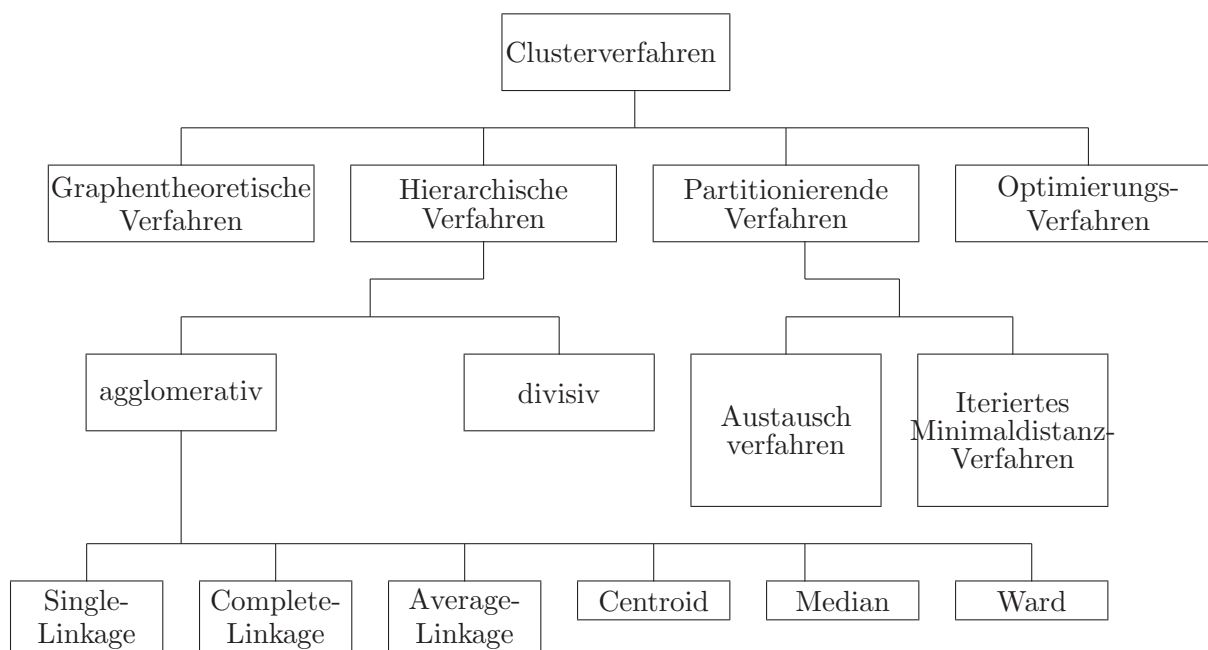 Clusterverfahren
Graphentheoretische
Verfahren
Hierarchische
Verfahren
Partitionierende
Verfahren
Optimierungs-
Verfahren
agglomerativ
divisiv
Austausch
verfahren
Iteriertes
Minimaldistanz-
Verfahren
Single-
Linkage
Complete-
Linkage
Average-
Linkage
Centroid
Median
Ward